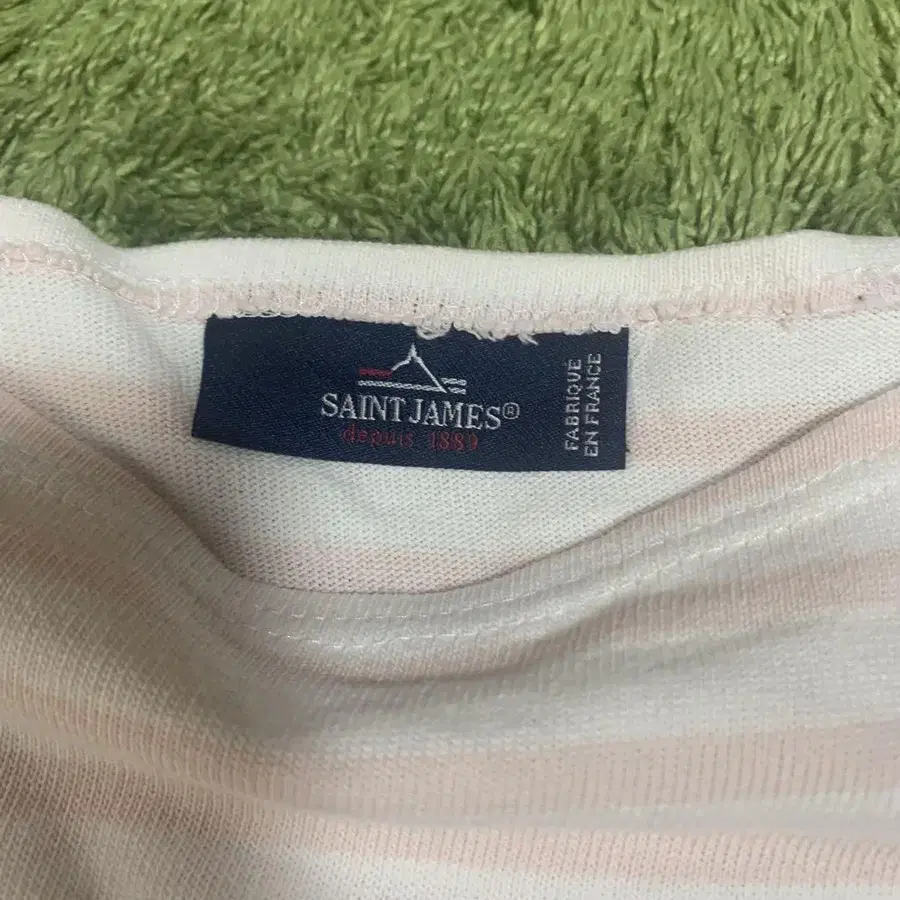 SAINT JAMES®
depuis 1889
FABRIQUE
EN FRANCE